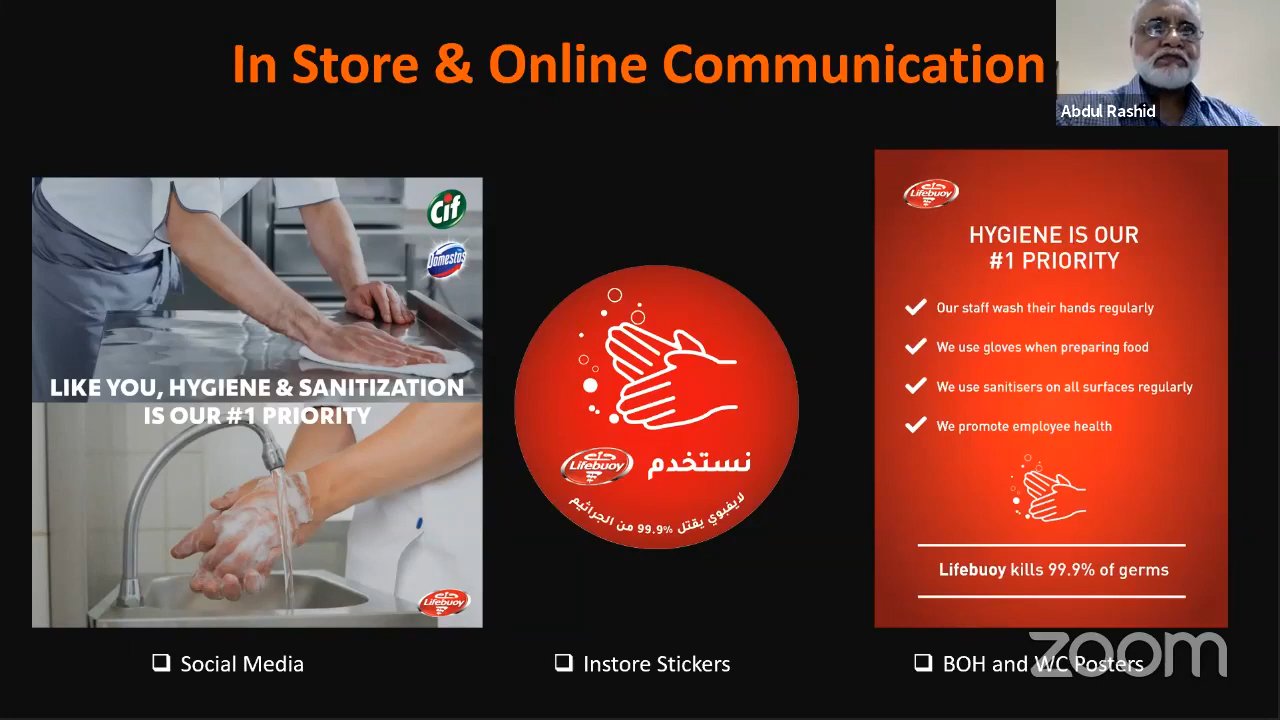 In Store & Online Communication
Abdul Rashid
Cif
Domestos
LIKE YOU, HYGIENE & SANITIZATION
IS OUR #1 PRIORITY
Lifebuoy
نستخدم
Lifebuoy
لايفبوي يقتل 99.9% من الجراثيم
Lifebuoy
HYGIENE IS OUR
#1 PRIORITY
Our staff wash their hands regularly
We use gloves when preparing food
We use sanitisers on all surfaces regularly
We promote employee health
Lifebuoy kills 99.9% of germs
Social Media
Instore Stickers
BOH and WC Posters
zoom